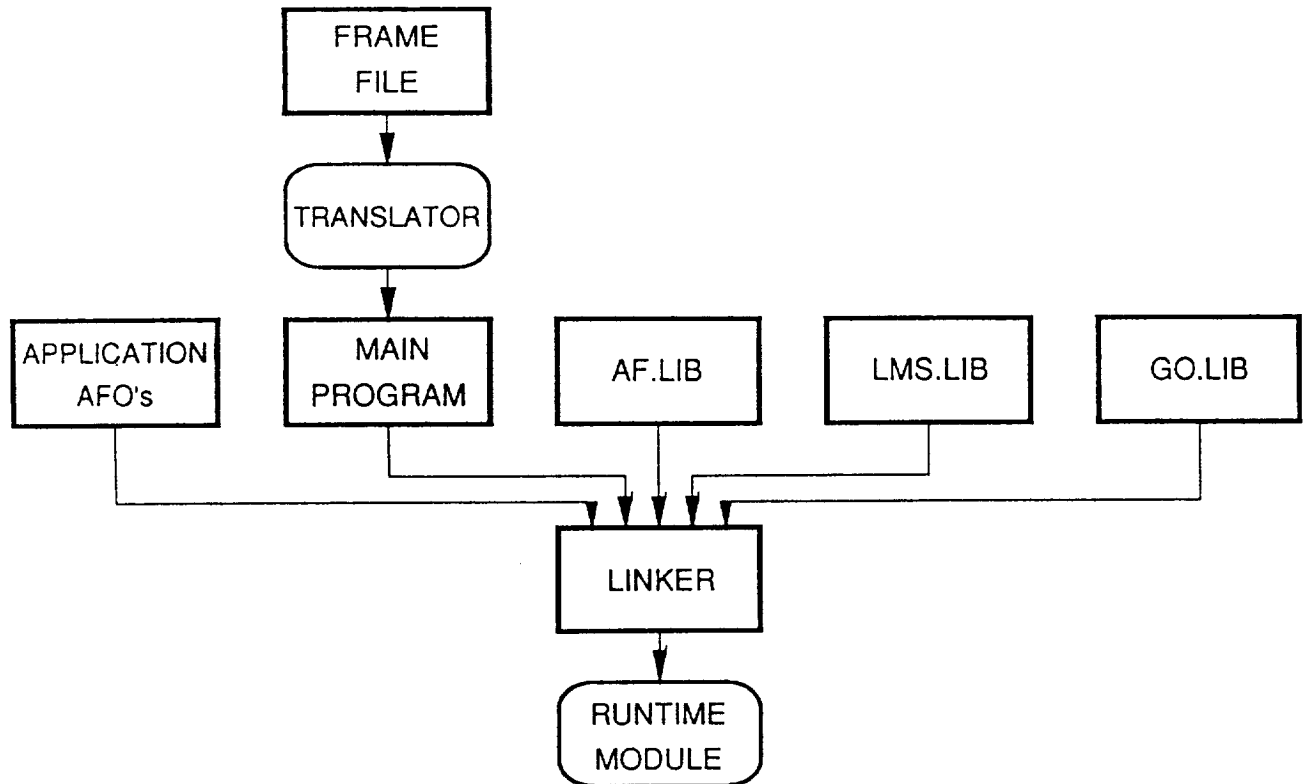 FRAME
FILE
TRANSLATOR
APPLICATION
AFO's
MAIN
PROGRAM
AF.LIB
LMS.LIB
GO.LIB
LINKER
RUNTIME
MODULE